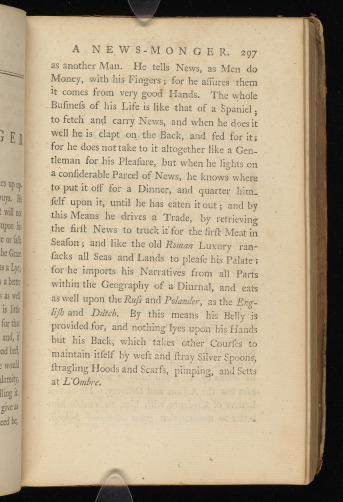 A NEWS-MONGER. 297
as another Man. He tells News, as Men do
Money, with his Fingers; for he aſſures them
it comes from very good Hands. The whole
Buſineſs of his Life is like that of a Spaniel,
to fetch and carry News, and when he does it
well he is clapt on the Back, and fed for it;
for he does not take to it altogether like a Gen-
tleman for his Pleaſure, but when he lights on
a conſiderable Parcel of News, he knows where
to put it off for a Dinner, and quarter him-
ſelf upon it, until he has eaten it out; and by
this Means he drives a Trade, by retrieving
the firſt News to truck it for the firſt Meat in
Seaſon; and like the old Roman Luxury ran-
ſacks all Seas and Lands to pleaſe his Palate;
for he imports his Narratives from all Parts
within the Geography of a Diurnal, and eats
as well upon the Ruſs and Polander, as the Eng-
liſh and Dutch. By this means his Belly is
provided for, and nothing lyes upon his Hands
but his Back, which takes other Courſes to
maintain itſelf by weft and ſtray Silver Spoons,
ſtragling Hoods and Scarfs, pimping, and Setts
at L'Ombre.